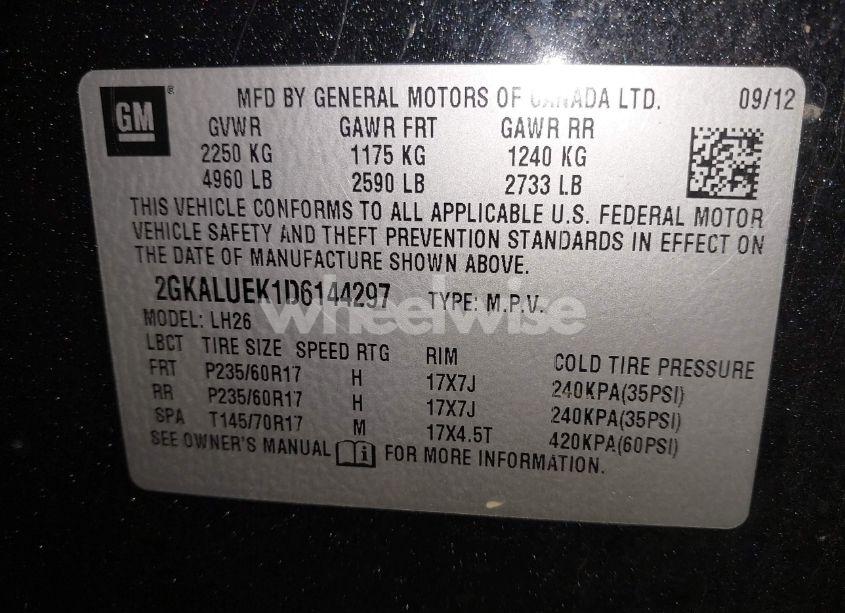 GM ® MFD BY GENERAL MOTORS OF CANADA LTD. 09/12
GVWR GAWR FRT GAWR RR
2250 KG 1175 KG 1240 KG
4960 LB 2590 LB 2733 LB
THIS VEHICLE CONFORMS TO ALL APPLICABLE U.S. FEDERAL MOTOR
VEHICLE SAFETY AND THEFT PREVENTION STANDARDS IN EFFECT ON
THE DATE OF MANUFACTURE SHOWN ABOVE.
2GKALUEK1D6144297 TYPE: M.P.V.
wheelwise
MODEL: LH26
LBCT TIRE SIZE SPEED RTG RIM COLD TIRE PRESSURE
FRT P235/60R17 H 17X7J 240KPA(35PSI)
RR P235/60R17 H 17X7J 240KPA(35PSI)
SPA T145/70R17 M 17X4.5T 420KPA(60PSI)
SEE OWNER'S MANUAL i FOR MORE INFORMATION.